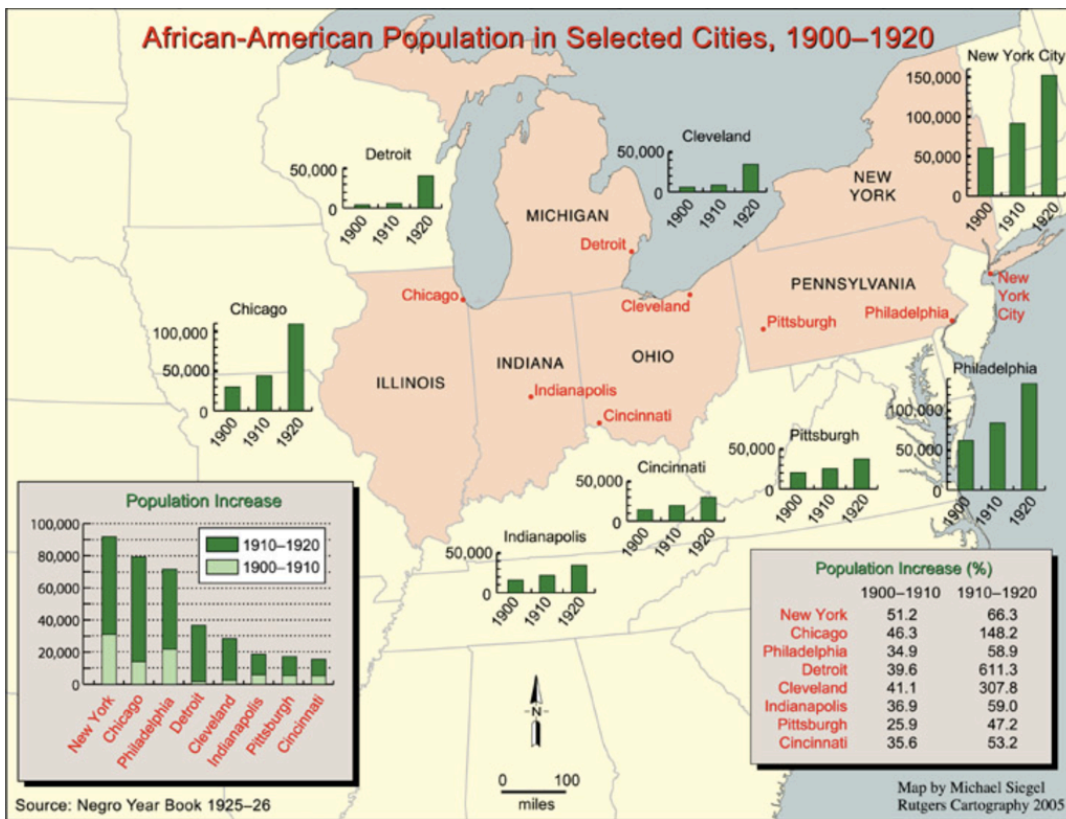 African-American Population in Selected Cities, 1900–1920
New York City
150,000
100,000
50,000
0
1900
1910
1920
Detroit
50,000
0
1900
1910
1920
Cleveland
50,000
0
1900
1910
1920
NEW
YORK
MICHIGAN
Detroit
Chicago
Cleveland
PENNSYLVANIA
Pittsburgh
Philadelphia
New
York
City
Chicago
100,000
50,000
0
1900
1910
1920
ILLINOIS
INDIANA
OHIO
Indianapolis
Cincinnati
Philadelphia
100,000
50,000
0
1900
1910
1920
Pittsburgh
50,000
0
1900
1910
1920
Cincinnati
50,000
0
1900
1910
1920
Indianapolis
50,000
0
1900
1910
1920
Population Increase
100,000
80,000
60,000
40,000
20,000
0
1910–1920
1900–1910
New York
Chicago
Philadelphia
Detroit
Cleveland
Indianapolis
Pittsburgh
Cincinnati
Population Increase (%)
1900–1910 1910–1920
New York 51.2 66.3
Chicago 46.3 148.2
Philadelphia 34.9 58.9
Detroit 39.6 611.3
Cleveland 41.1 307.8
Indianapolis 36.9 59.0
Pittsburgh 25.9 47.2
Cincinnati 35.6 53.2
N
0 100
miles
Source: Negro Year Book 1925–26
Map by Michael Siegel
Rutgers Cartography 2005